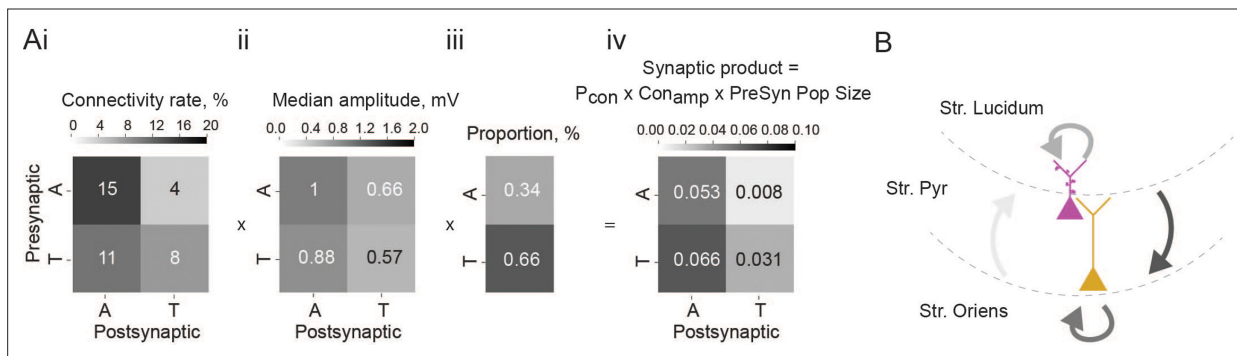 Ai
ii
iii
iv
B
Connectivity rate, %
0 4 8 12 16 20
Presynaptic
A
T
15 4
11 8
A T
Postsynaptic
x
Median amplitude, mV
0.0 0.4 0.8 1.2 1.6 2.0
A
T
1 0.66
0.88 0.57
A T
Postsynaptic
x
Proportion, %
A
T
0.34
0.66
=
Synaptic product =
Pcon x Conamp x PreSyn Pop Size
0.00 0.02 0.04 0.06 0.08 0.10
A
T
0.053 0.008
0.066 0.031
A T
Postsynaptic
Str. Lucidum
Str. Pyr
Str. Oriens